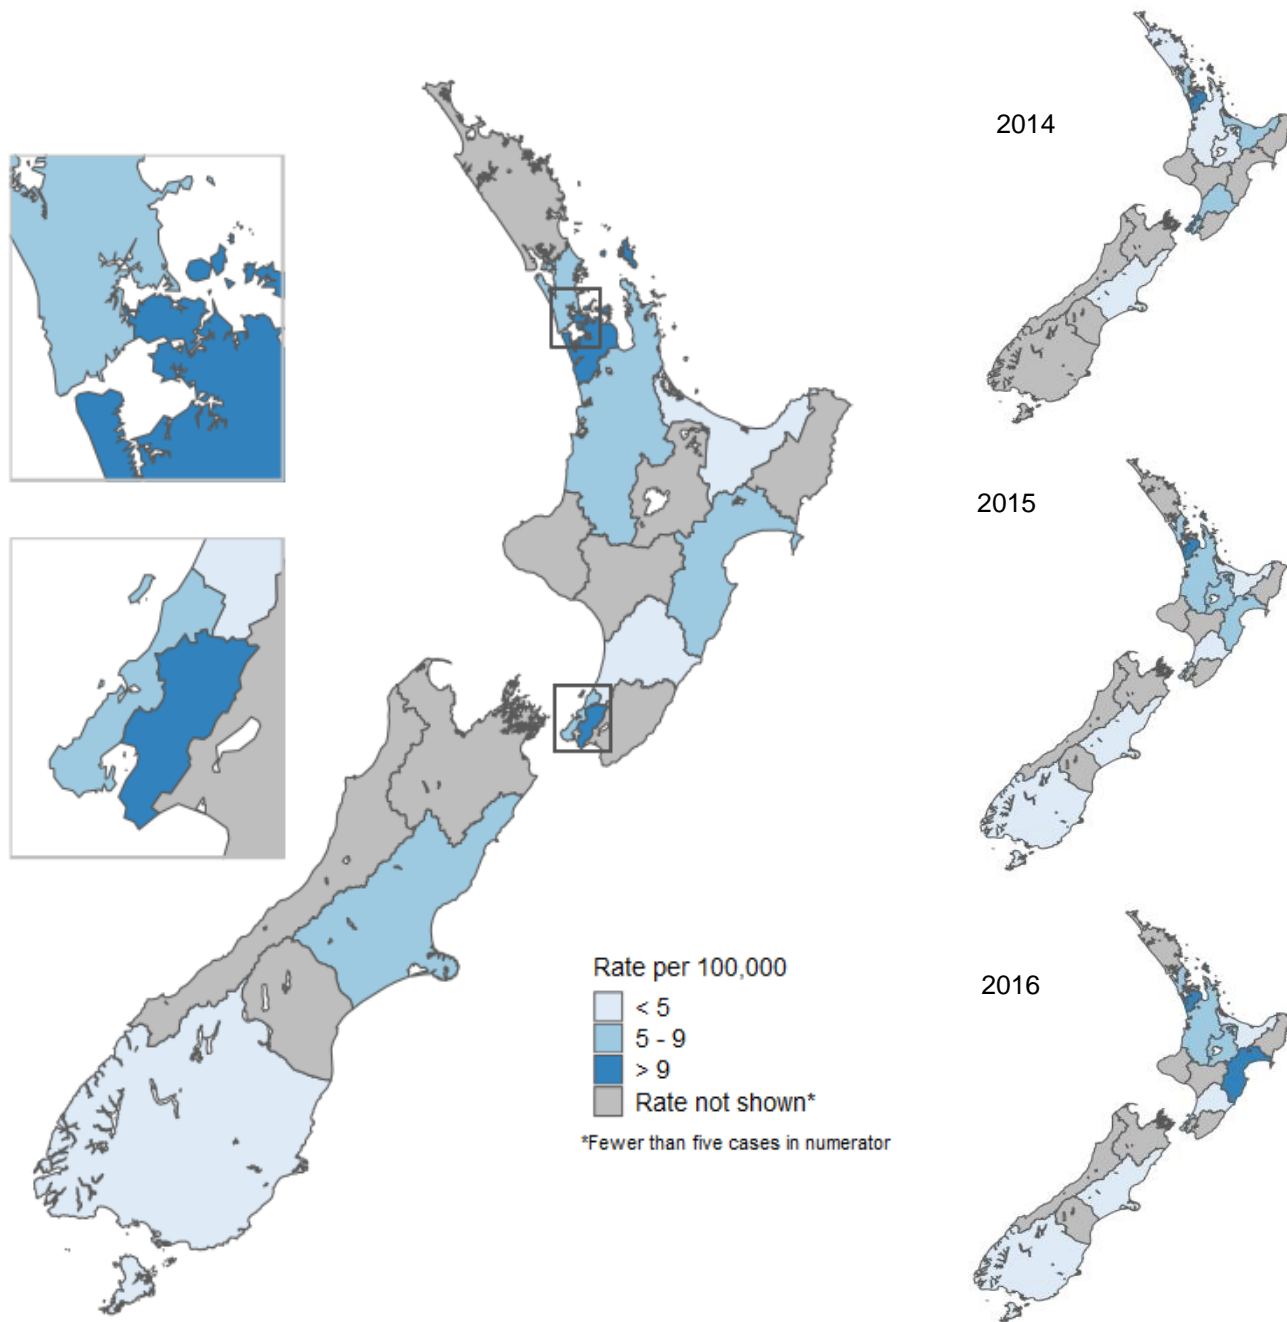 2014
2015
2016
Rate per 100,000
< 5
5 - 9
> 9
Rate not shown*
*Fewer than five cases in numerator